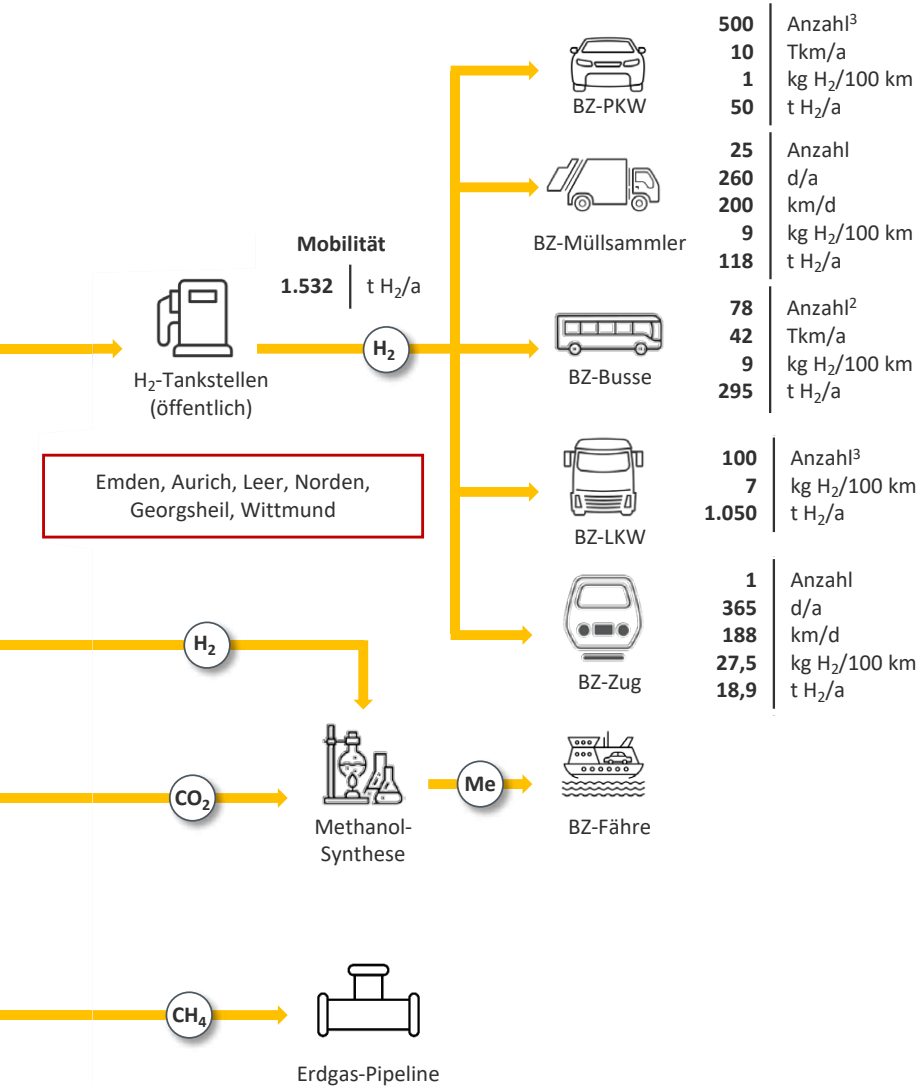 500 Anzahl³
10 Tkm/a
1 kg H₂/100 km
50 t H₂/a
BZ-PKW
25 Anzahl
260 d/a
200 km/d
9 kg H₂/100 km
118 t H₂/a
BZ-Müllsammler
Mobilität
1.532 t H₂/a
H₂
H₂-Tankstellen
(öffentlich)
78 Anzahl²
42 Tkm/a
9 kg H₂/100 km
295 t H₂/a
BZ-Busse
Emden, Aurich, Leer, Norden,
Georgsheil, Wittmund
100 Anzahl³
7 kg H₂/100 km
1.050 t H₂/a
BZ-LKW
1 Anzahl
365 d/a
188 km/d
27,5 kg H₂/100 km
18,9 t H₂/a
BZ-Zug
H₂
CO₂
Methanol-
Synthese
Me
BZ-Fähre
CH₄
Erdgas-Pipeline